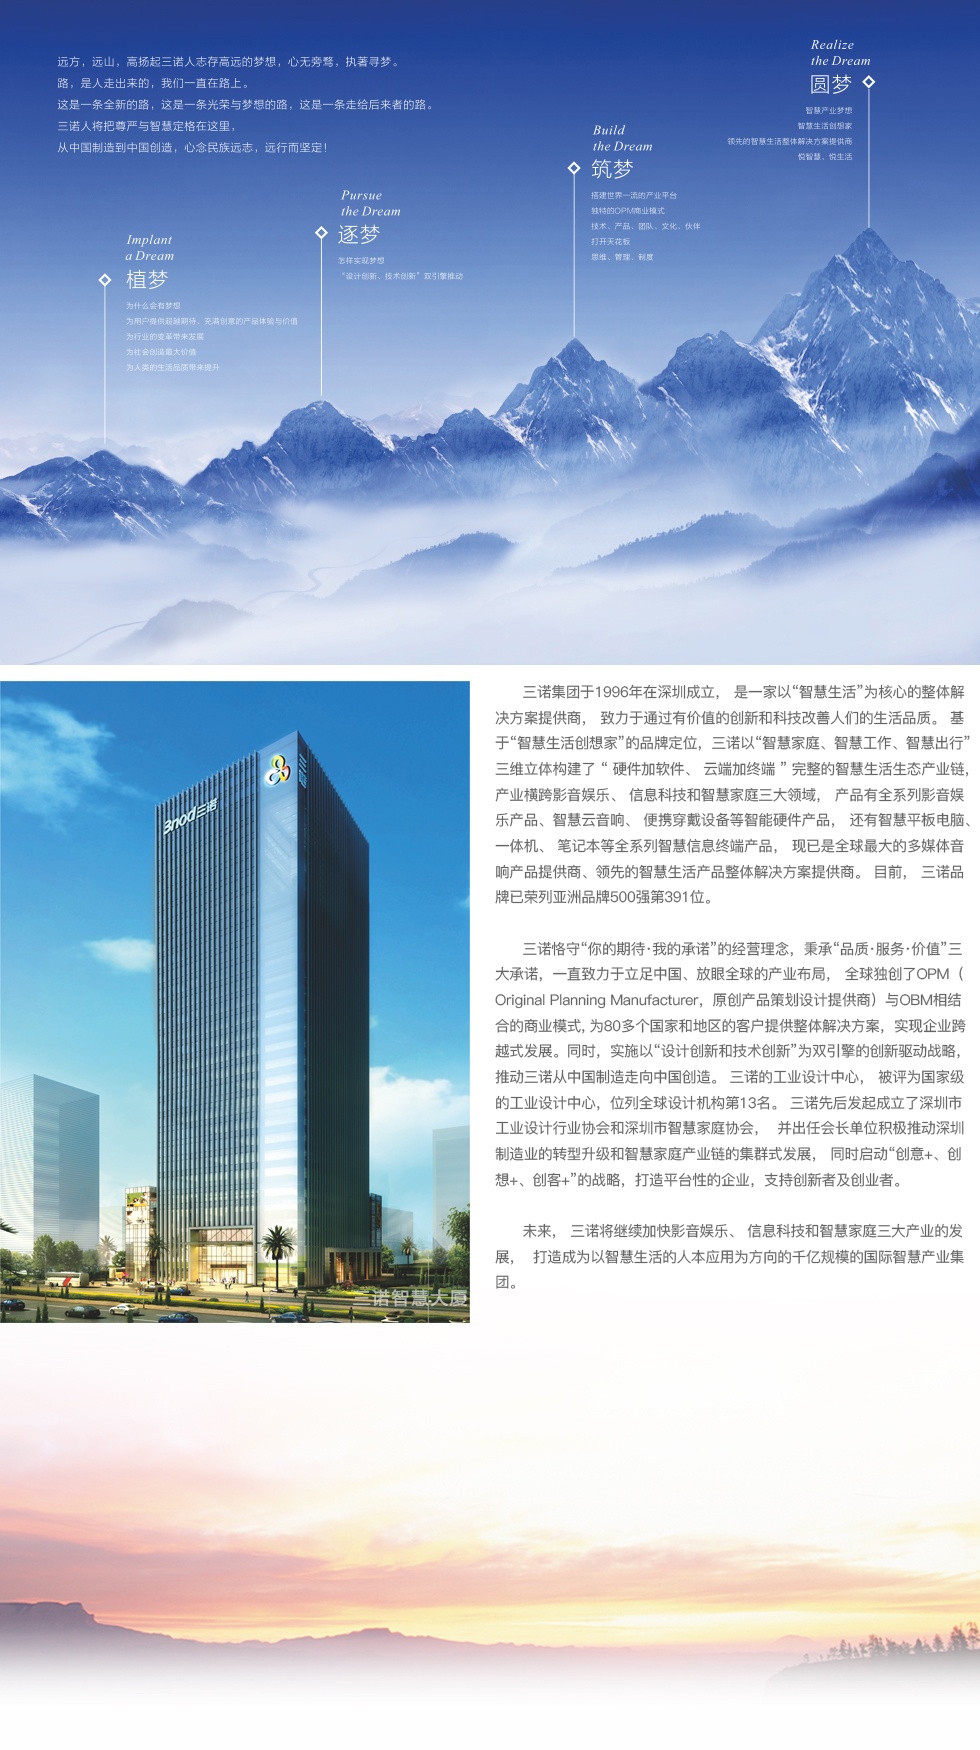 远方，远山，高扬起三诺人志存高远的梦想，心无旁骛，执著寻梦。
路，是人走出来的，我们一直在路上。
这是一条全新的路，这是一条光荣与梦想的路，这是一条走给后来者的路。
三诺人将把尊严与智慧定格在这里，
从中国制造到中国创造，心念民族远志，远行而坚定！
Implant
a Dream
植梦
为什么会有梦想
为用户提供超越期待、充满创意的产品体验与价值
为行业的变革带来发展
为社会创造最大价值
为人类的生活品质带来提升
Pursue
the Dream
逐梦
怎样实现梦想
“设计创新、技术创新”双引擎推动
Build
the Dream
筑梦
搭建世界一流的产业平台
独特的OPM商业模式
技术、产品、团队、文化、伙伴
打开天花板
思维、管理、制度
Realize
the Dream
圆梦
智慧产业梦想
智慧生活创想家
领先的智慧生活整体解决方案提供商
悦智慧、悦生活
3nod三诺
三诺
三诺智慧大厦
三诺集团于1996年在深圳成立， 是一家以“智慧生活”为核心的整体解
决方案提供商， 致力于通过有价值的创新和科技改善人们的生活品质。 基
于“智慧生活创想家”的品牌定位，三诺以“智慧家庭、智慧工作、智慧出行”
三维立体构建了 “ 硬件加软件、 云端加终端 ” 完整的智慧生活生态产业链，
产业横跨影音娱乐、 信息科技和智慧家庭三大领域， 产品有全系列影音娱
乐产品、智慧云音响、 便携穿戴设备等智能硬件产品， 还有智慧平板电脑、
一体机、 笔记本等全系列智慧信息终端产品， 现已是全球最大的多媒体音
响产品提供商、领先的智慧生活产品整体解决方案提供商。 目前， 三诺品
牌已荣列亚洲品牌500强第391位。
三诺恪守“你的期待·我的承诺”的经营理念，秉承“品质·服务·价值”三
大承诺，一直致力于立足中国、放眼全球的产业布局， 全球独创了OPM（
Original Planning Manufacturer，原创产品策划设计提供商）与OBM相结
合的商业模式, 为80多个国家和地区的客户提供整体解决方案，实现企业跨
越式发展。同时，实施以“设计创新和技术创新”为双引擎的创新驱动战略，
推动三诺从中国制造走向中国创造。 三诺的工业设计中心， 被评为国家级
的工业设计中心，位列全球设计机构第13名。 三诺先后发起成立了深圳市
工业设计行业协会和深圳市智慧家庭协会， 并出任会长单位积极推动深圳
制造业的转型升级和智慧家庭产业链的集群式发展， 同时启动“创意+、创
想+、创客+”的战略，打造平台性的企业，支持创新者及创业者。
未来， 三诺将继续加快影音娱乐、 信息科技和智慧家庭三大产业的发
展， 打造成为以智慧生活的人本应用为方向的千亿规模的国际智慧产业集
团。